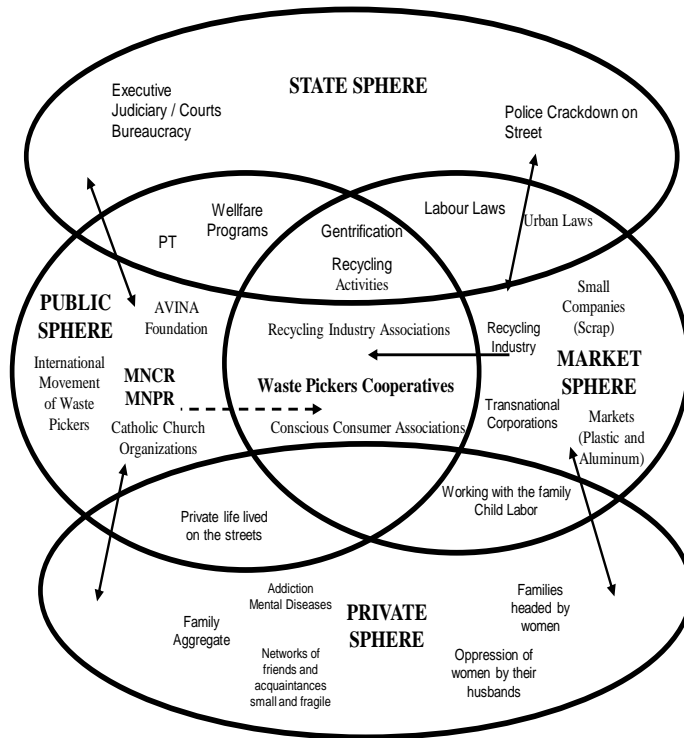 STATE SPHERE
Executive
Judiciary / Courts
Bureaucracy
Police Crackdown on
Street
Wellfare
Programs
PT
Gentrification
Recycling
Activities
Labour Laws
Urban Laws
PUBLIC
SPHERE
AVINA
Foundation
International
Movement
of Waste
Pickers
MNCR
MNPR
Catholic Church
Organizations
Recycling Industry Associations
Waste Pickers Cooperatives
Conscious Consumer Associations
Recycling
Industry
Small
Companies
(Scrap)
MARKET
SPHERE
Transnational
Corporations
Markets
(Plastic and
Aluminum)
Private life lived
on the streets
Working with the family
Child Labor
Addiction
Mental Diseases
Family
Aggregate
PRIVATE
SPHERE
Networks of
friends and
acquaintances
small and fragile
Families
headed by
women
Oppression of
women by their
husbands